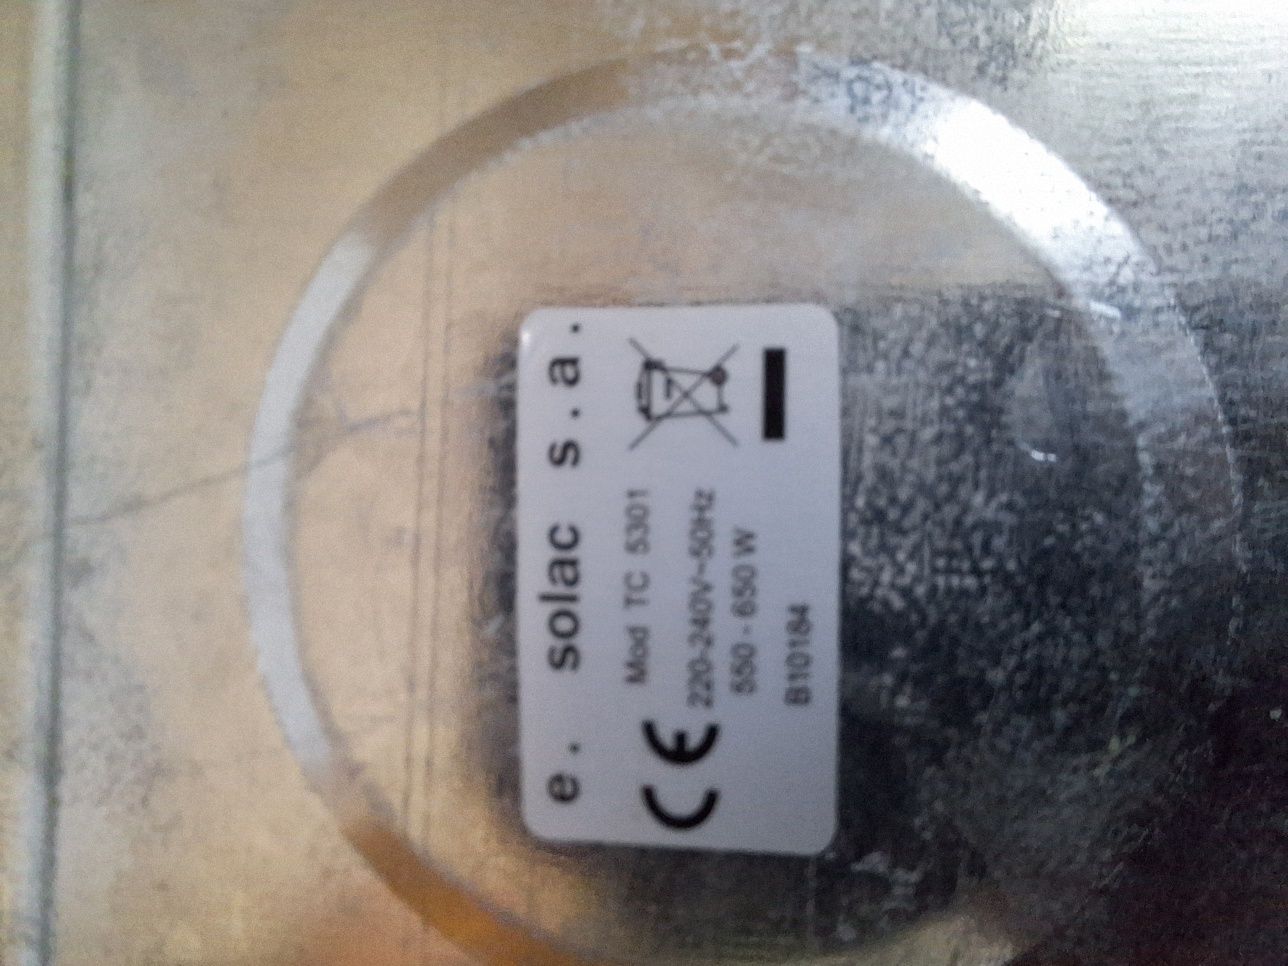 e. solac s.a.
Mod TC 5301
220-240V~50Hz
550 - 650 W
B10184
CE